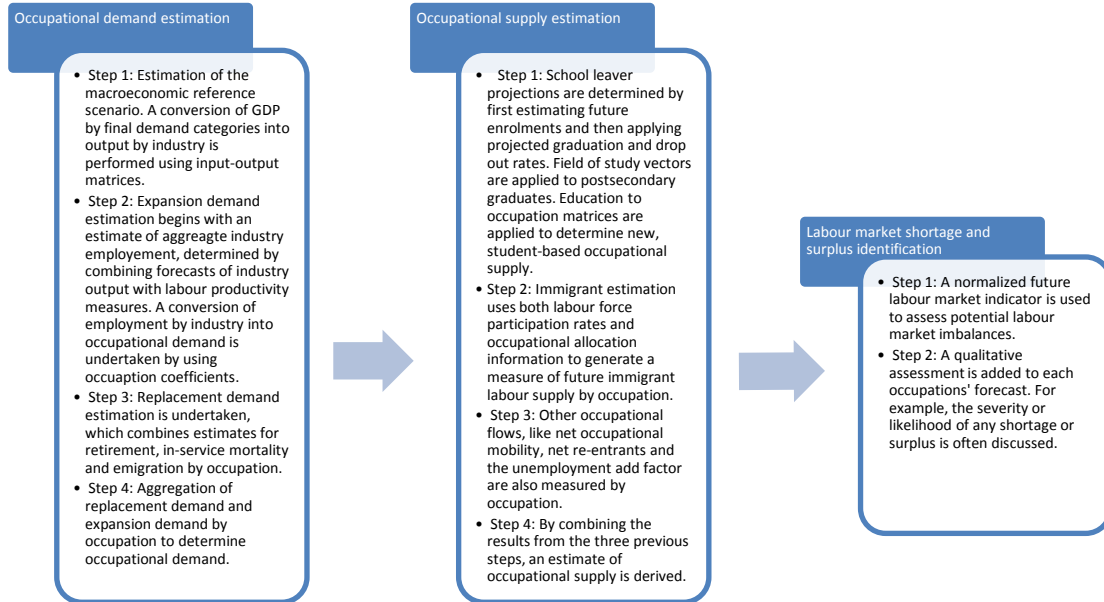 Occupational demand estimation
• Step 1: Estimation of the
macroeconomic reference
scenario. A conversion of GDP
by final demand categories into
output by industry is
performed using input-output
matrices.
• Step 2: Expansion demand
estimation begins with an
estimate of aggreagte industry
employement, determined by
combining forecasts of industry
output with labour productivity
measures. A conversion of
employment by industry into
occupational demand is
undertaken by using
occuaption coefficients.
• Step 3: Replacement demand
estimation is undertaken,
which combines estimates for
retirement, in-service mortality
and emigration by occupation.
• Step 4: Aggregation of
replacement demand and
expansion demand by
occupation to determine
occupational demand.
Occupational supply estimation
• Step 1: School leaver
projections are determined by
first estimating future
enrolments and then applying
projected graduation and drop
out rates. Field of study vectors
are applied to postsecondary
graduates. Education to
occupation matrices are
applied to determine new,
student-based occupational
supply.
• Step 2: Immigrant estimation
uses both labour force
participation rates and
occupational allocation
information to generate a
measure of future immigrant
labour supply by occupation.
• Step 3: Other occupational
flows, like net occupational
mobility, net re-entrants and
the unemployment add factor
are also measured by
occupation.
• Step 4: By combining the
results from the three previous
steps, an estimate of
occupational supply is derived.
Labour market shortage and
surplus identification
• Step 1: A normalized future
labour market indicator is used
to assess potential labour
market imbalances.
• Step 2: A qualitative
assessment is added to each
occupations' forecast. For
example, the severity or
likelihood of any shortage or
surplus is often discussed.